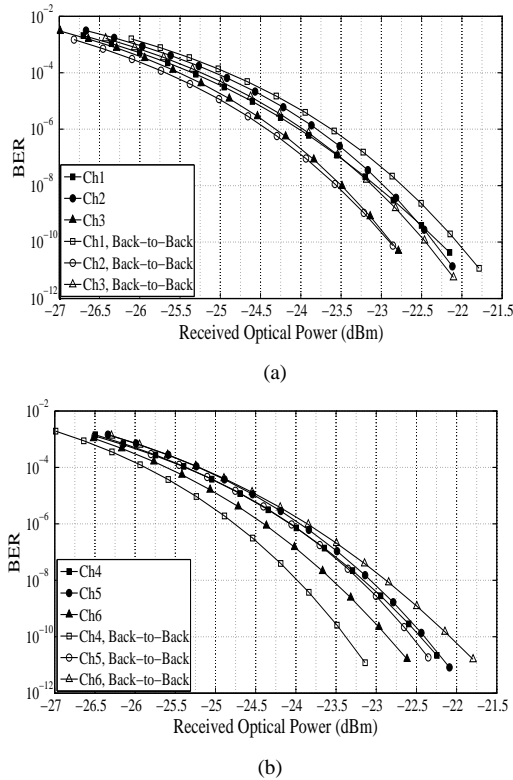 10⁻²
10⁻⁴
10⁻⁶
10⁻⁸
10⁻¹⁰
10⁻¹²
BER
Ch1
Ch2
Ch3
Ch1, Back−to−Back
Ch2, Back−to−Back
Ch3, Back−to−Back
−27 −26.5 −26 −25.5 −25 −24.5 −24 −23.5 −23 −22.5 −22 −21.5
Received Optical Power (dBm)
(a)
10⁻²
10⁻⁴
10⁻⁶
10⁻⁸
10⁻¹⁰
10⁻¹²
BER
Ch4
Ch5
Ch6
Ch4, Back−to−Back
Ch5, Back−to−Back
Ch6, Back−to−Back
−27 −26.5 −26 −25.5 −25 −24.5 −24 −23.5 −23 −22.5 −22 −21.5
Received Optical Power (dBm)
(b)